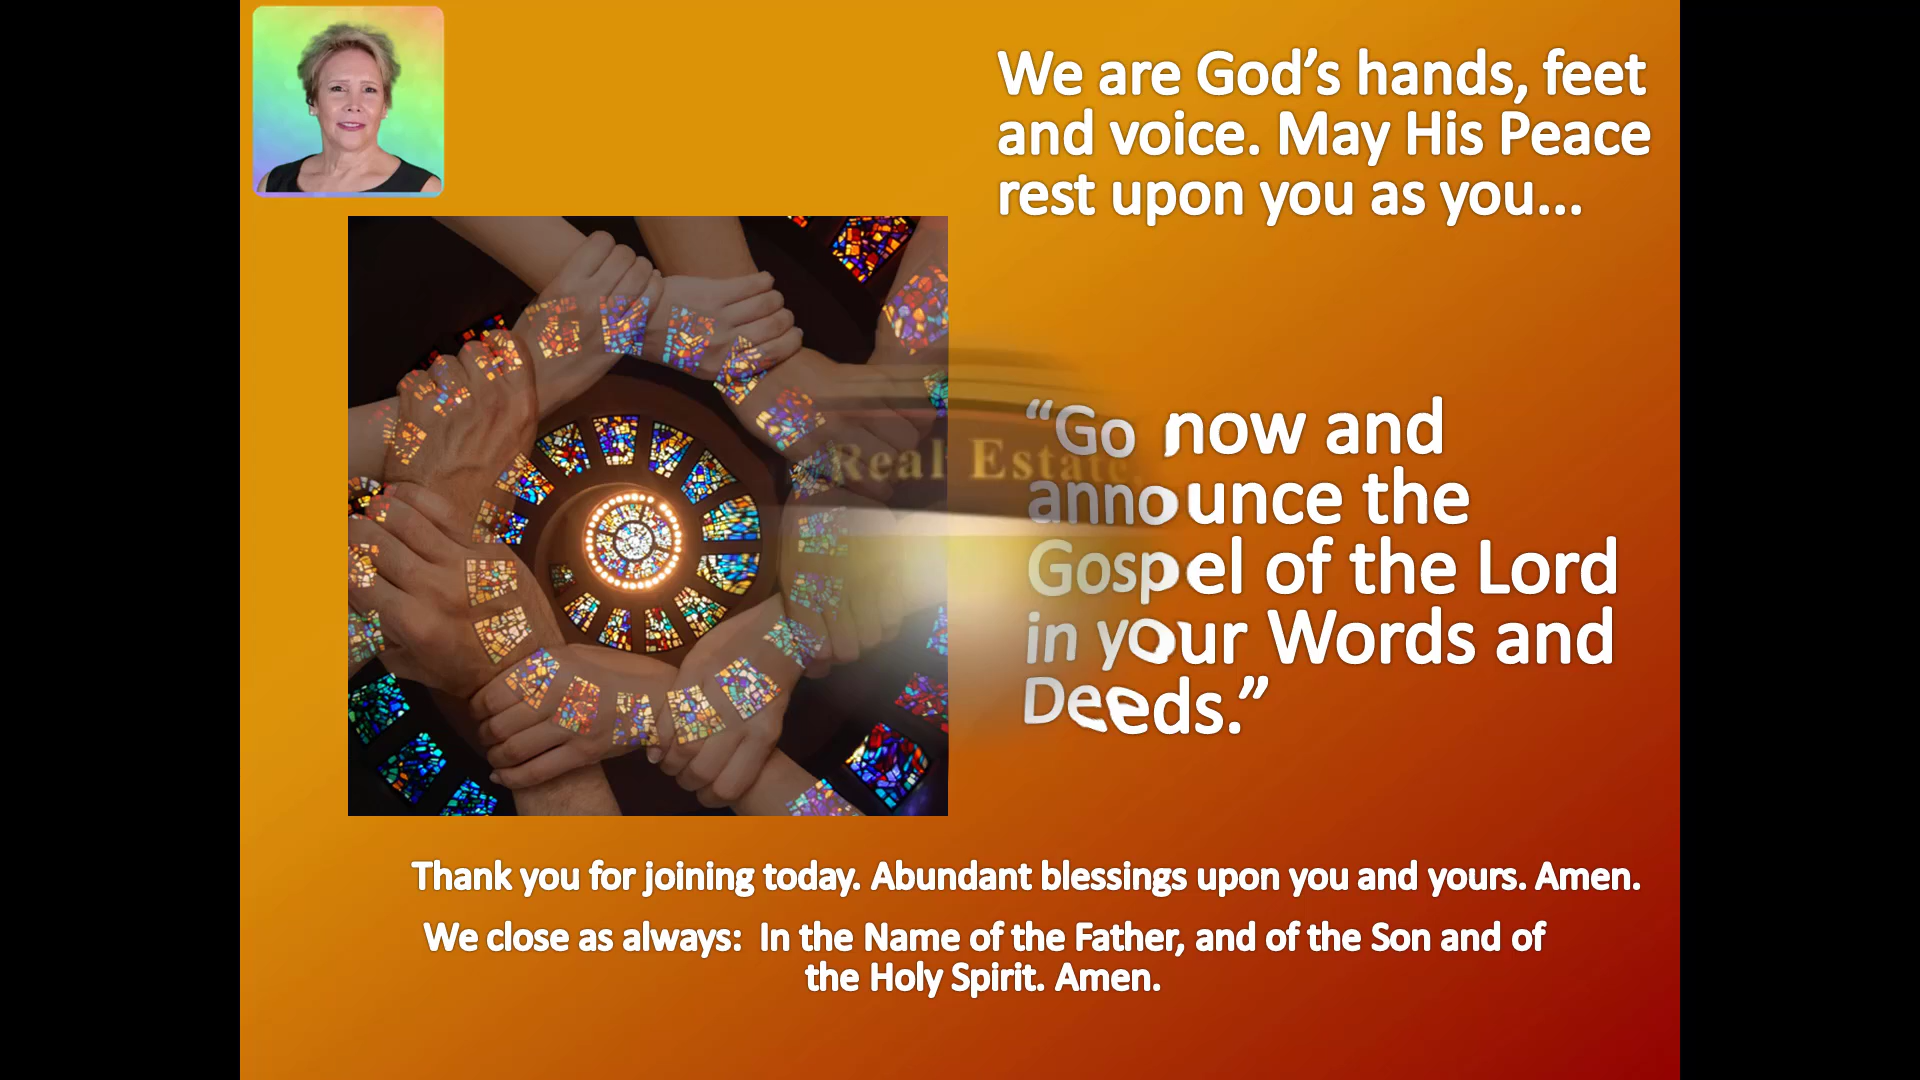 We are God’s hands, feet
and voice. May His Peace
rest upon you as you...
Real Estate
“Go now and
announce the
Gospel of the Lord
in your Words and
Deeds.”
Thank you for joining today. Abundant blessings upon you and yours. Amen.
We close as always:  In the Name of the Father, and of the Son and of
the Holy Spirit. Amen.